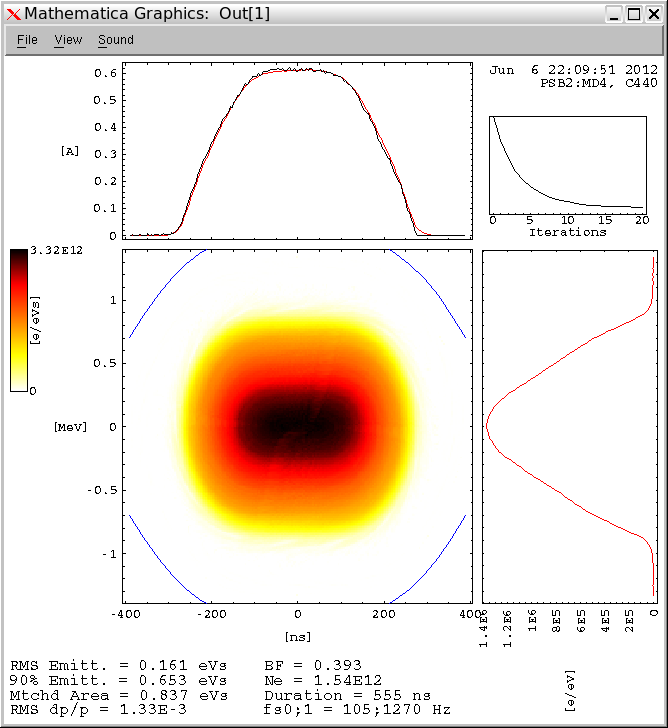 Mathematica Graphics: Out[1]
File View Sound
Jun 6 22:09:51 2012
PSB2:MD4, C440
0.6
0.5
0.4
[A]
0.3
0.2
0.1
0
0 5 10 15 20
Iterations
3.32E12
[e/eVs]
0
1
0.5
[MeV]
0
-0.5
-1
-400 -200 0 200 400
[ns]
1.4E6 1.2E6 1E6 8E5 6E5 4E5 2E5 0
[e/eV]
RMS Emitt. = 0.161 eVs BF = 0.393
90% Emitt. = 0.653 eVs Ne = 1.54E12
Mtchd Area = 0.837 eVs Duration = 555 ns
RMS dp/p = 1.33E-3 fs0;1 = 105;1270 Hz